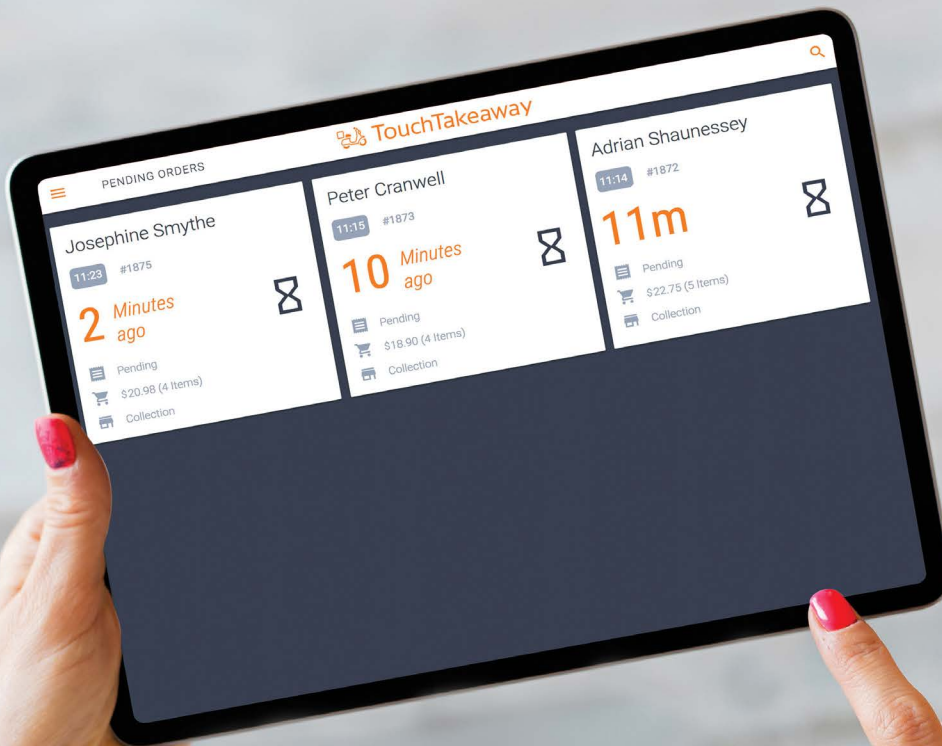 PENDING ORDERS
TouchTakeaway
Josephine Smythe
11:23 #1875
2 Minutes
ago
Pending
$20.98 (4 Items)
Collection
Peter Cranwell
11:15 #1873
10 Minutes
ago
Pending
$18.90 (4 Items)
Collection
Adrian Shaunessey
11:14 #1872
11m
Pending
$22.75 (5 Items)
Collection